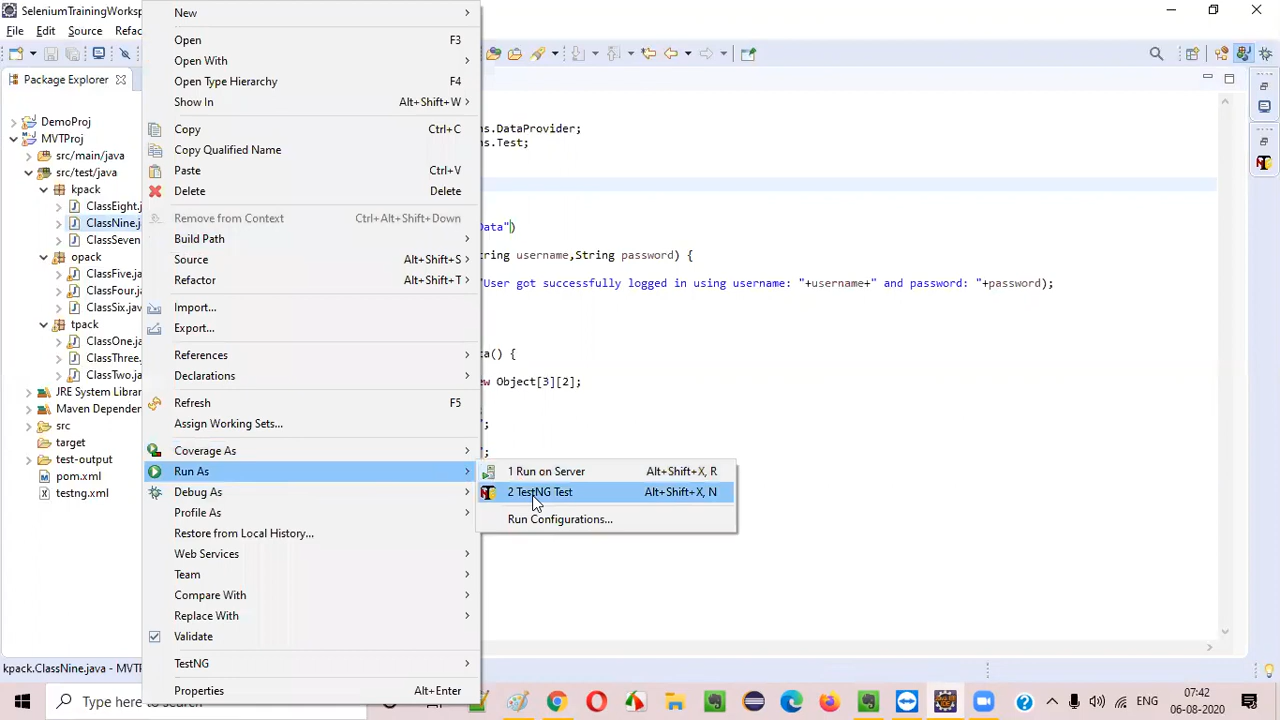 SeleniumTrainingWorksp
File Edit Source Refac
Package Explorer
DemoProj
MVTProj
src/main/java
src/test/java
kpack
ClassEight.j
ClassNine.j
ClassSeven
opack
ClassFive.ja
ClassFour.ja
ClassSix.jav
tpack
ClassOne.ja
ClassThree.
ClassTwo.ja
JRE System Librar
Maven Dependen
src
target
test-output
pom.xml
testng.xml
New
Open F3
Open With
Open Type Hierarchy F4
Show In Alt+Shift+W
Copy Ctrl+C
Copy Qualified Name
Paste Ctrl+V
Delete Delete
Remove from Context Ctrl+Alt+Shift+Down
Build Path
Source Alt+Shift+S
Refactor Alt+Shift+T
Import...
Export...
References
Declarations
Refresh F5
Assign Working Sets...
Coverage As
Run As
Debug As
Profile As
Restore from Local History...
Web Services
Team
Compare With
Replace With
Validate
TestNG
Properties Alt+Enter
1 Run on Server Alt+Shift+X, R
2 TestNG Test Alt+Shift+X, N
Run Configurations...
ns.DataProvider;
ns.Test;
Data")
tring username,String password) {
"User got successfully logged in using username: "+username+" and password: "+password);
ta() {
ew Object[3][2];
";
";
kpack.ClassNine.java - MVTP
Type here to search
ENG
07:42
06-08-2020